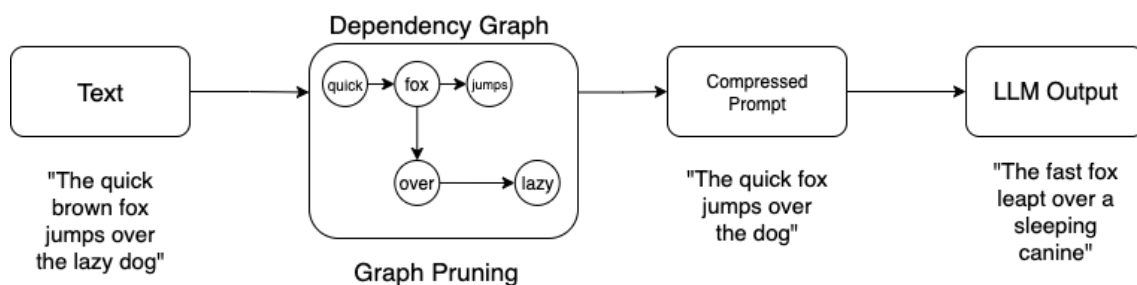 Dependency Graph
Text
quick
fox
jumps
over
lazy
Graph Pruning
Compressed
Prompt
LLM Output
"The quick
brown fox
jumps over
the lazy dog"
"The quick fox
jumps over
the dog"
"The fast fox
leapt over a
sleeping
canine"